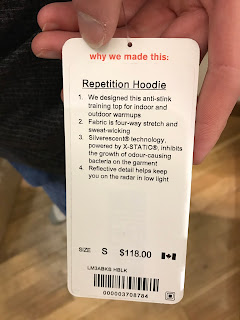 why we made this:
Repetition Hoodie
1. We designed this anti-stink
training top for indoor and
outdoor warmups
2. Fabric is four-way stretch and
sweat-wicking
3. Silverescent® technology,
powered by X-STATIC®, inhibits
the growth of odour-causing
bacteria on the garment
4. Reflective detail helps keep
you on the radar in low light
SIZE S $118.00
LM3ABKS HBLK
000003708784